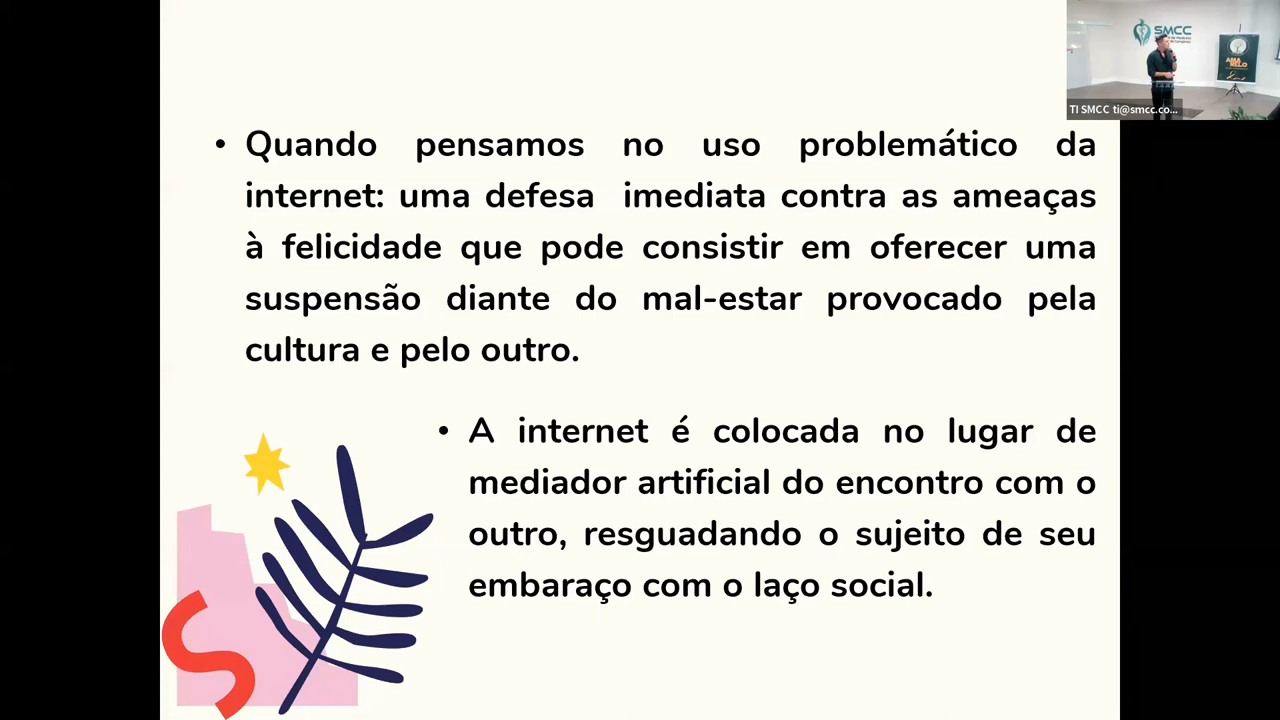 SMCC
TI SMCC ti@smcc.co...
• Quando pensamos no uso problemático da
internet: uma defesa imediata contra as ameaças
à felicidade que pode consistir em oferecer uma
suspensão diante do mal-estar provocado pela
cultura e pelo outro.
• A internet é colocada no lugar de
mediador artificial do encontro com o
outro, resguadando o sujeito de seu
embaraço com o laço social.